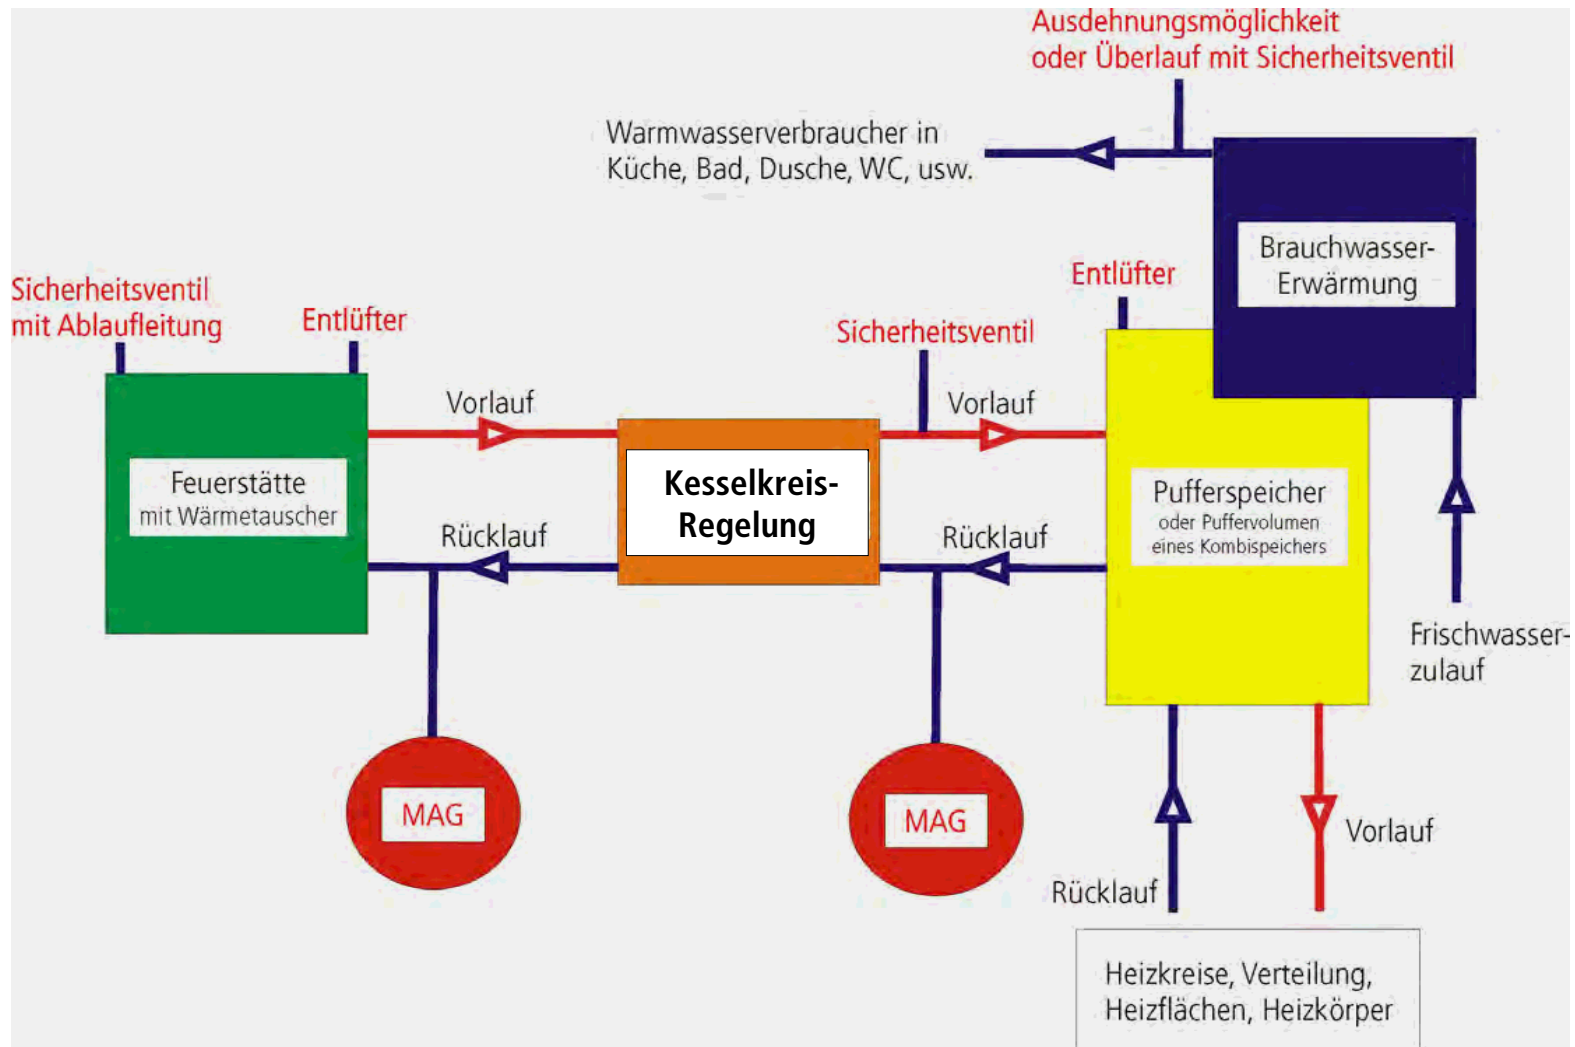 Ausdehnungsmöglichkeit
oder Überlauf mit Sicherheitsventil
Warmwasserverbraucher in
Küche, Bad, Dusche, WC, usw.
Brauchwasser-
Erwärmung
Sicherheitsventil
mit Ablaufleitung
Entlüfter
Entlüfter
Sicherheitsventil
Vorlauf
Vorlauf
Feuerstätte
mit Wärmetauscher
Kesselkreis-
Regelung
Pufferspeicher
oder Puffervolumen
eines Kombispeichers
Rücklauf
Rücklauf
Frischwasser-
zulauf
MAG
MAG
Vorlauf
Rücklauf
Heizkreise, Verteilung,
Heizflächen, Heizkörper